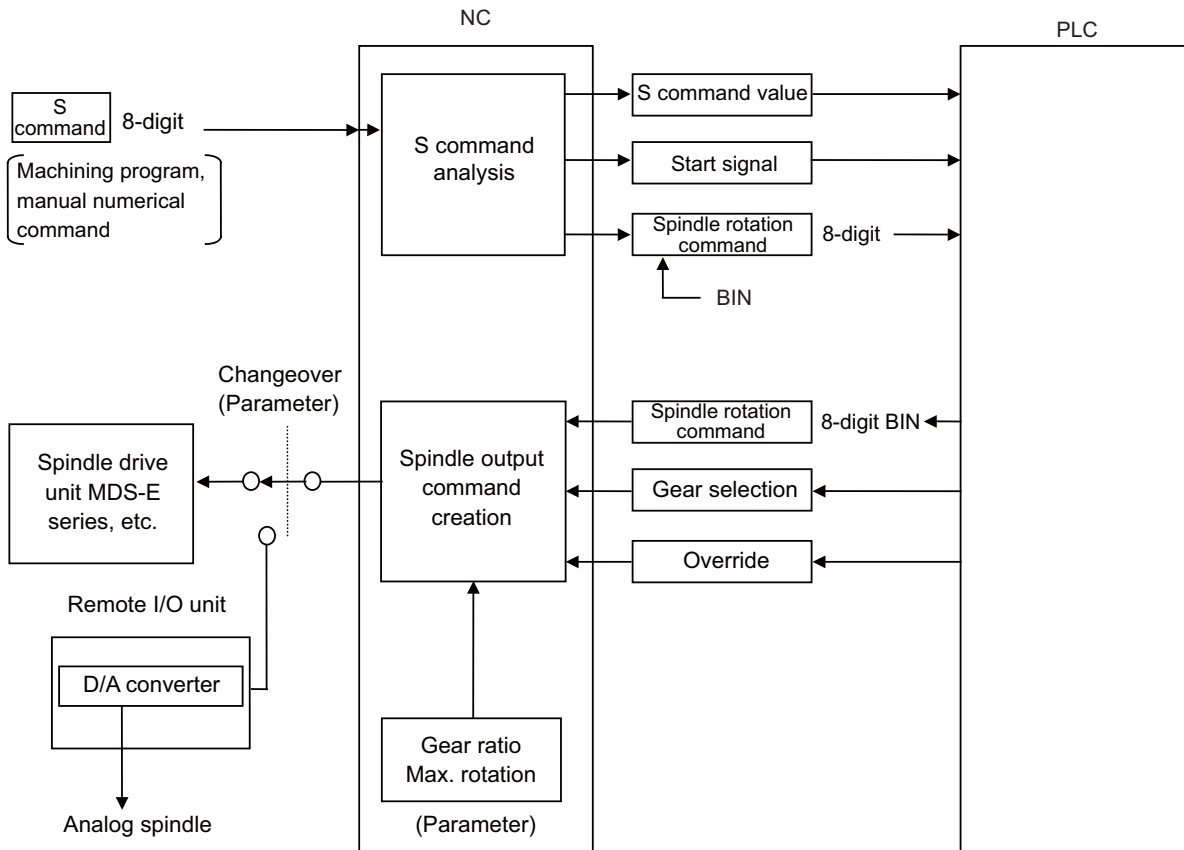 NC
PLC
S
command
8-digit
Machining program,
manual numerical
command
S command
analysis
S command value
Start signal
Spindle rotation
command
8-digit
BIN
Changeover
(Parameter)
Spindle drive
unit MDS-E
series, etc.
Spindle output
command
creation
Spindle rotation
command
8-digit BIN
Gear selection
Override
Remote I/O unit
D/A converter
Analog spindle
Gear ratio
Max. rotation
(Parameter)